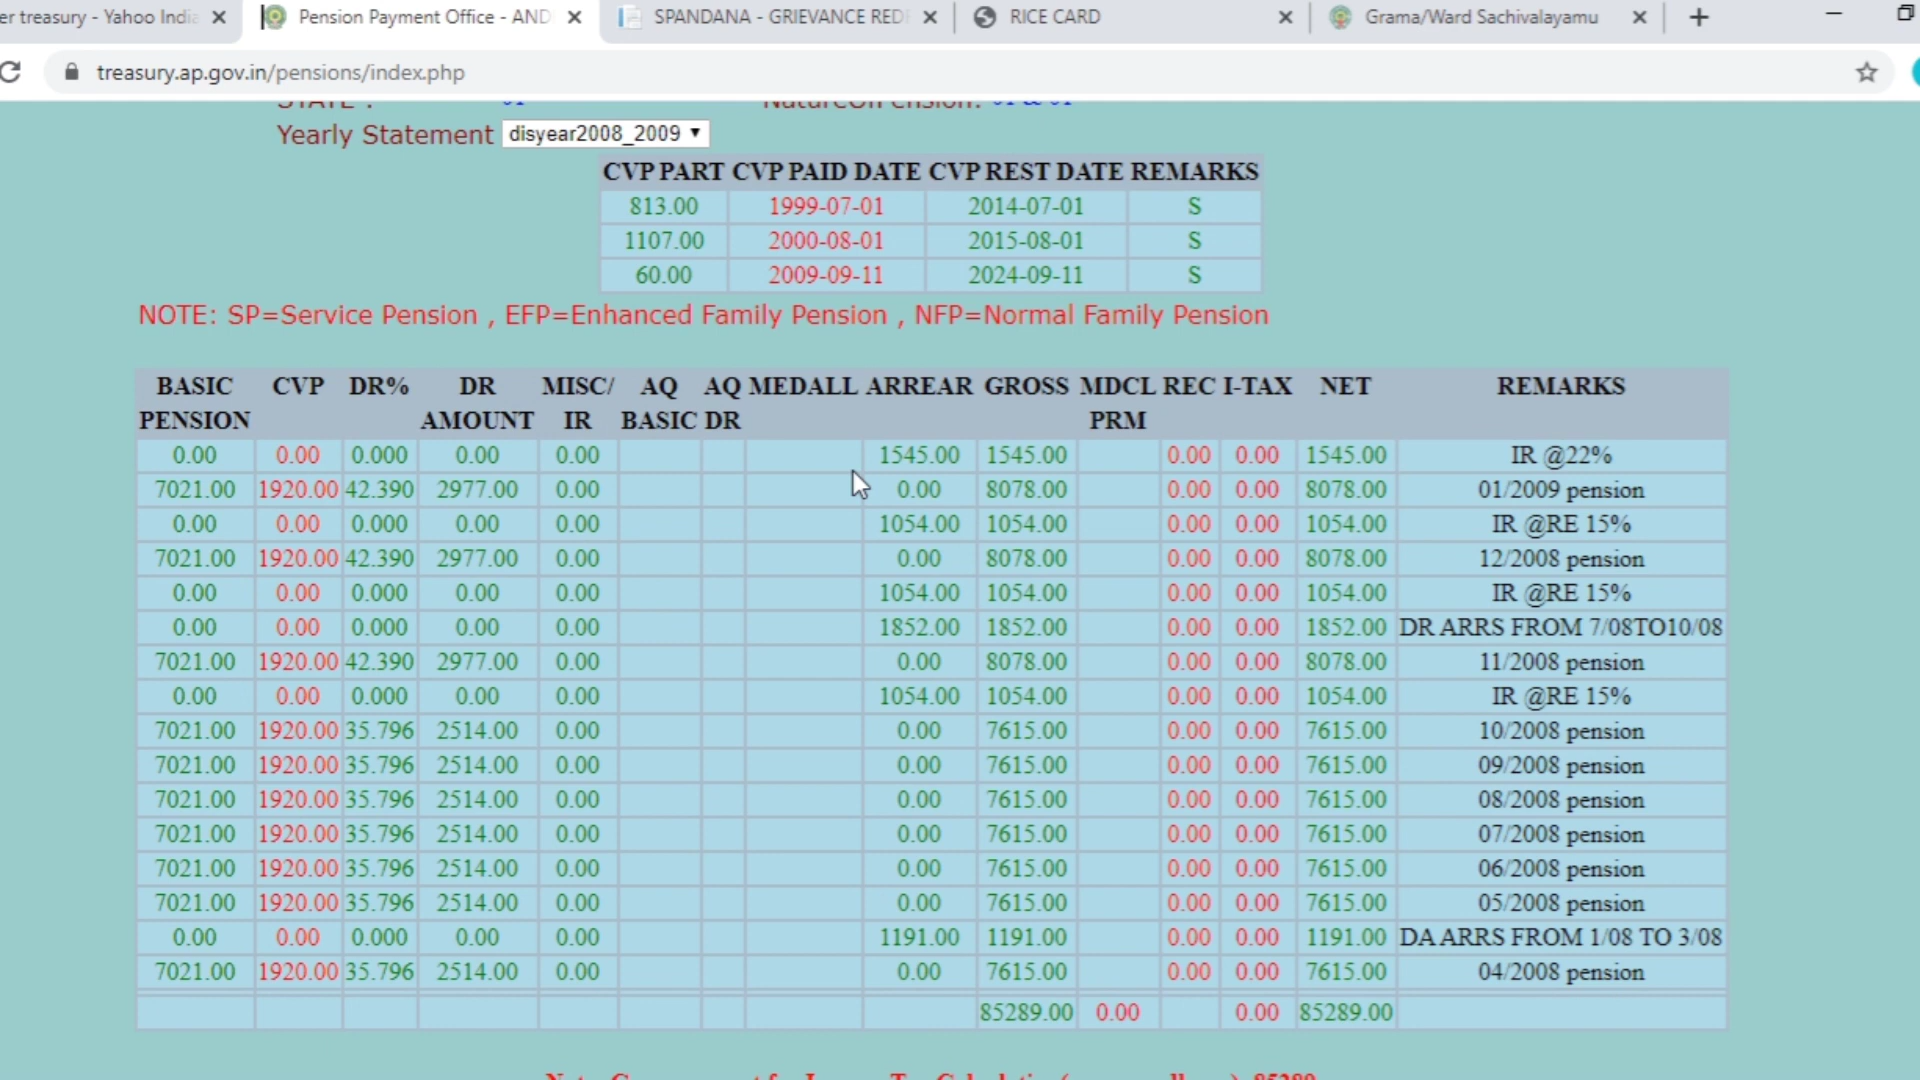 er treasury - Yahoo India
Pension Payment Office - AND
SPANDANA - GRIEVANCE RED
RICE CARD
Grama/Ward Sachivalayamu
treasury.ap.gov.in/pensions/index.php
STATE : 01 NatureOfPension: 01 & 01
Yearly Statement disyear2008_2009
CVP PART CVP PAID DATE CVP REST DATE REMARKS
813.00 1999-07-01 2014-07-01 S
1107.00 2000-08-01 2015-08-01 S
60.00 2009-09-11 2024-09-11 S
NOTE: SP=Service Pension , EFP=Enhanced Family Pension , NFP=Normal Family Pension
BASIC CVP DR% DR MISC/ AQ AQ MEDALL ARREAR GROSS MDCL REC I-TAX NET REMARKS
PENSION AMOUNT IR BASIC DR PRM
0.00 0.00 0.000 0.00 0.00 1545.00 1545.00 0.00 0.00 1545.00 IR @22%
7021.00 1920.00 42.390 2977.00 0.00 0.00 8078.00 0.00 0.00 8078.00 01/2009 pension
0.00 0.00 0.000 0.00 0.00 1054.00 1054.00 0.00 0.00 1054.00 IR @RE 15%
7021.00 1920.00 42.390 2977.00 0.00 0.00 8078.00 0.00 0.00 8078.00 12/2008 pension
0.00 0.00 0.000 0.00 0.00 1054.00 1054.00 0.00 0.00 1054.00 IR @RE 15%
0.00 0.00 0.000 0.00 0.00 1852.00 1852.00 0.00 0.00 1852.00 DR ARRS FROM 7/08TO10/08
7021.00 1920.00 42.390 2977.00 0.00 0.00 8078.00 0.00 0.00 8078.00 11/2008 pension
0.00 0.00 0.000 0.00 0.00 1054.00 1054.00 0.00 0.00 1054.00 IR @RE 15%
7021.00 1920.00 35.796 2514.00 0.00 0.00 7615.00 0.00 0.00 7615.00 10/2008 pension
7021.00 1920.00 35.796 2514.00 0.00 0.00 7615.00 0.00 0.00 7615.00 09/2008 pension
7021.00 1920.00 35.796 2514.00 0.00 0.00 7615.00 0.00 0.00 7615.00 08/2008 pension
7021.00 1920.00 35.796 2514.00 0.00 0.00 7615.00 0.00 0.00 7615.00 07/2008 pension
7021.00 1920.00 35.796 2514.00 0.00 0.00 7615.00 0.00 0.00 7615.00 06/2008 pension
7021.00 1920.00 35.796 2514.00 0.00 0.00 7615.00 0.00 0.00 7615.00 05/2008 pension
0.00 0.00 0.000 0.00 0.00 1191.00 1191.00 0.00 0.00 1191.00 DA ARRS FROM 1/08 TO 3/08
7021.00 1920.00 35.796 2514.00 0.00 0.00 7615.00 0.00 0.00 7615.00 04/2008 pension
85289.00 0.00 0.00 85289.00